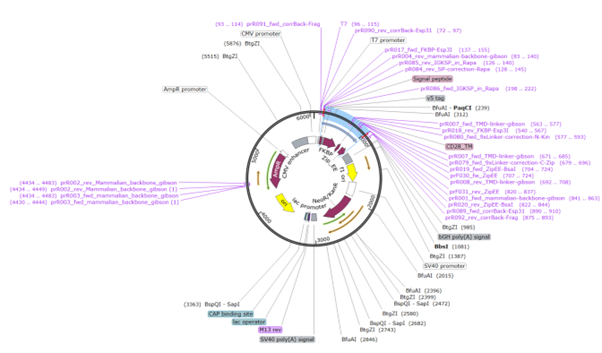 (93 .. 114) prR091_fwd_corrBack-Frag
CMV promoter
(5876) BtgZI
(5515) BtgZI
AmpR promoter
T7 (96 .. 115)
prR090_rev_corrBack-Esp3I (72 .. 97)
T7 promoter
prR017_fwd_FKBP-Esp3I (137 .. 155)
prR004_rev_mammalian-backbone-gibson (83 .. 140)
pR085_rev_IGKSP_in_Rapa (126 .. 140)
pR084_rev_SP-correction-Rapa (128 .. 145)
Signal peptide
prR086_fwd_IGKSP_in_Rapa (198 .. 222)
v5 tag
BfuAI - PaqCI (239)
BfuAI (312)
prR007_fwd_TMD-linker-gibson (563 .. 577)
prR018_rev_FKBP-Esp3I (540 .. 567)
prR080_fwd_9xLinker-correction-N-Kin (577 .. 593)
CD28_TM
prR007_fwd_TMD-linker-gibson (671 .. 685)
prR079_fwd_9xLinker-correction-C-Zip (679 .. 696)
prR019_fwd_ZipEE-BsaI (704 .. 724)
prR030_fw_ZipEE (707 .. 724)
prR008_rev_TMD-linker-gibson (692 .. 708)
prR031_rev_ZipEE (820 .. 837)
prR003_fwd_mammalian-backbone-gibson (841 .. 863)
prR020_rev_ZipEE-BsaI (822 .. 844)
prR089_fwd_corrBack-Esp3I (890 .. 910)
prR092_rev_corrBack-Frag (875 .. 893)
BtgZI (985)
bGH poly(A) signal
BbsI (1081)
BtgZI (1387)
SV40 promoter
BfuAI (2015)
BfuAI (2396)
BtgZI (2399)
BspQI - SapI (2472)
BtgZI (2580)
BspQI - SapI (2682)
BtgZI (2743)
BfuAI (2846)
SV40 poly(A) signal
M13 rev
lac operator
CAP binding site
(3363) BspQI - SapI
(4434 .. 4483) prR002_rev_Mammalian_backbone_gibson
(4434 .. 4449) prR002_rev_Mammalian_backbone_gibson (1)
(4430 .. 4483) prR003_fwd_mammalian_backbone_gibson
(4430 .. 4444) prR003_fwd_mammalian_backbone_gibson (1)
6000
5000
4000
3000
2000
CMV enhancer
FKBP
Zip_EE
f1 ori
NeoR/KanR
lac promoter
ori
AmpR